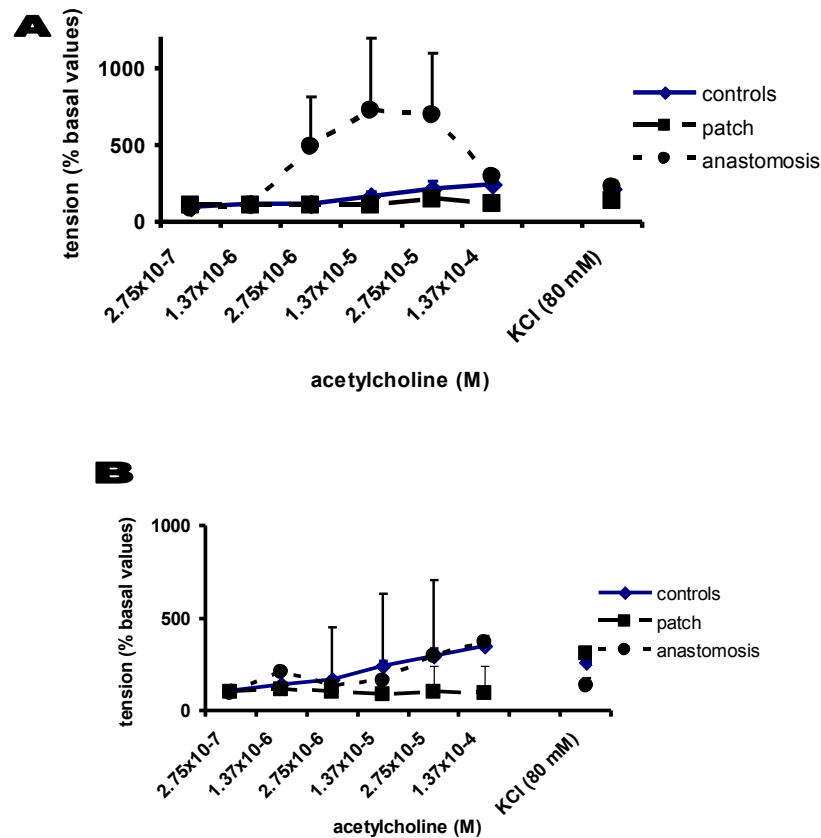 A
tension (% basal values)
1000
500
0
controls
patch
anastomosis
2.75x10-7
1.37x10-6
2.75x10-6
1.37x10-5
2.75x10-5
1.37x10-4
KCl (80 mM)
acetylcholine (M)
B
tension (% basal values)
1000
500
0
controls
patch
anastomosis
2.75x10-7
1.37x10-6
2.75x10-6
1.37x10-5
2.75x10-5
1.37x10-4
KCl (80 mM)
acetylcholine (M)